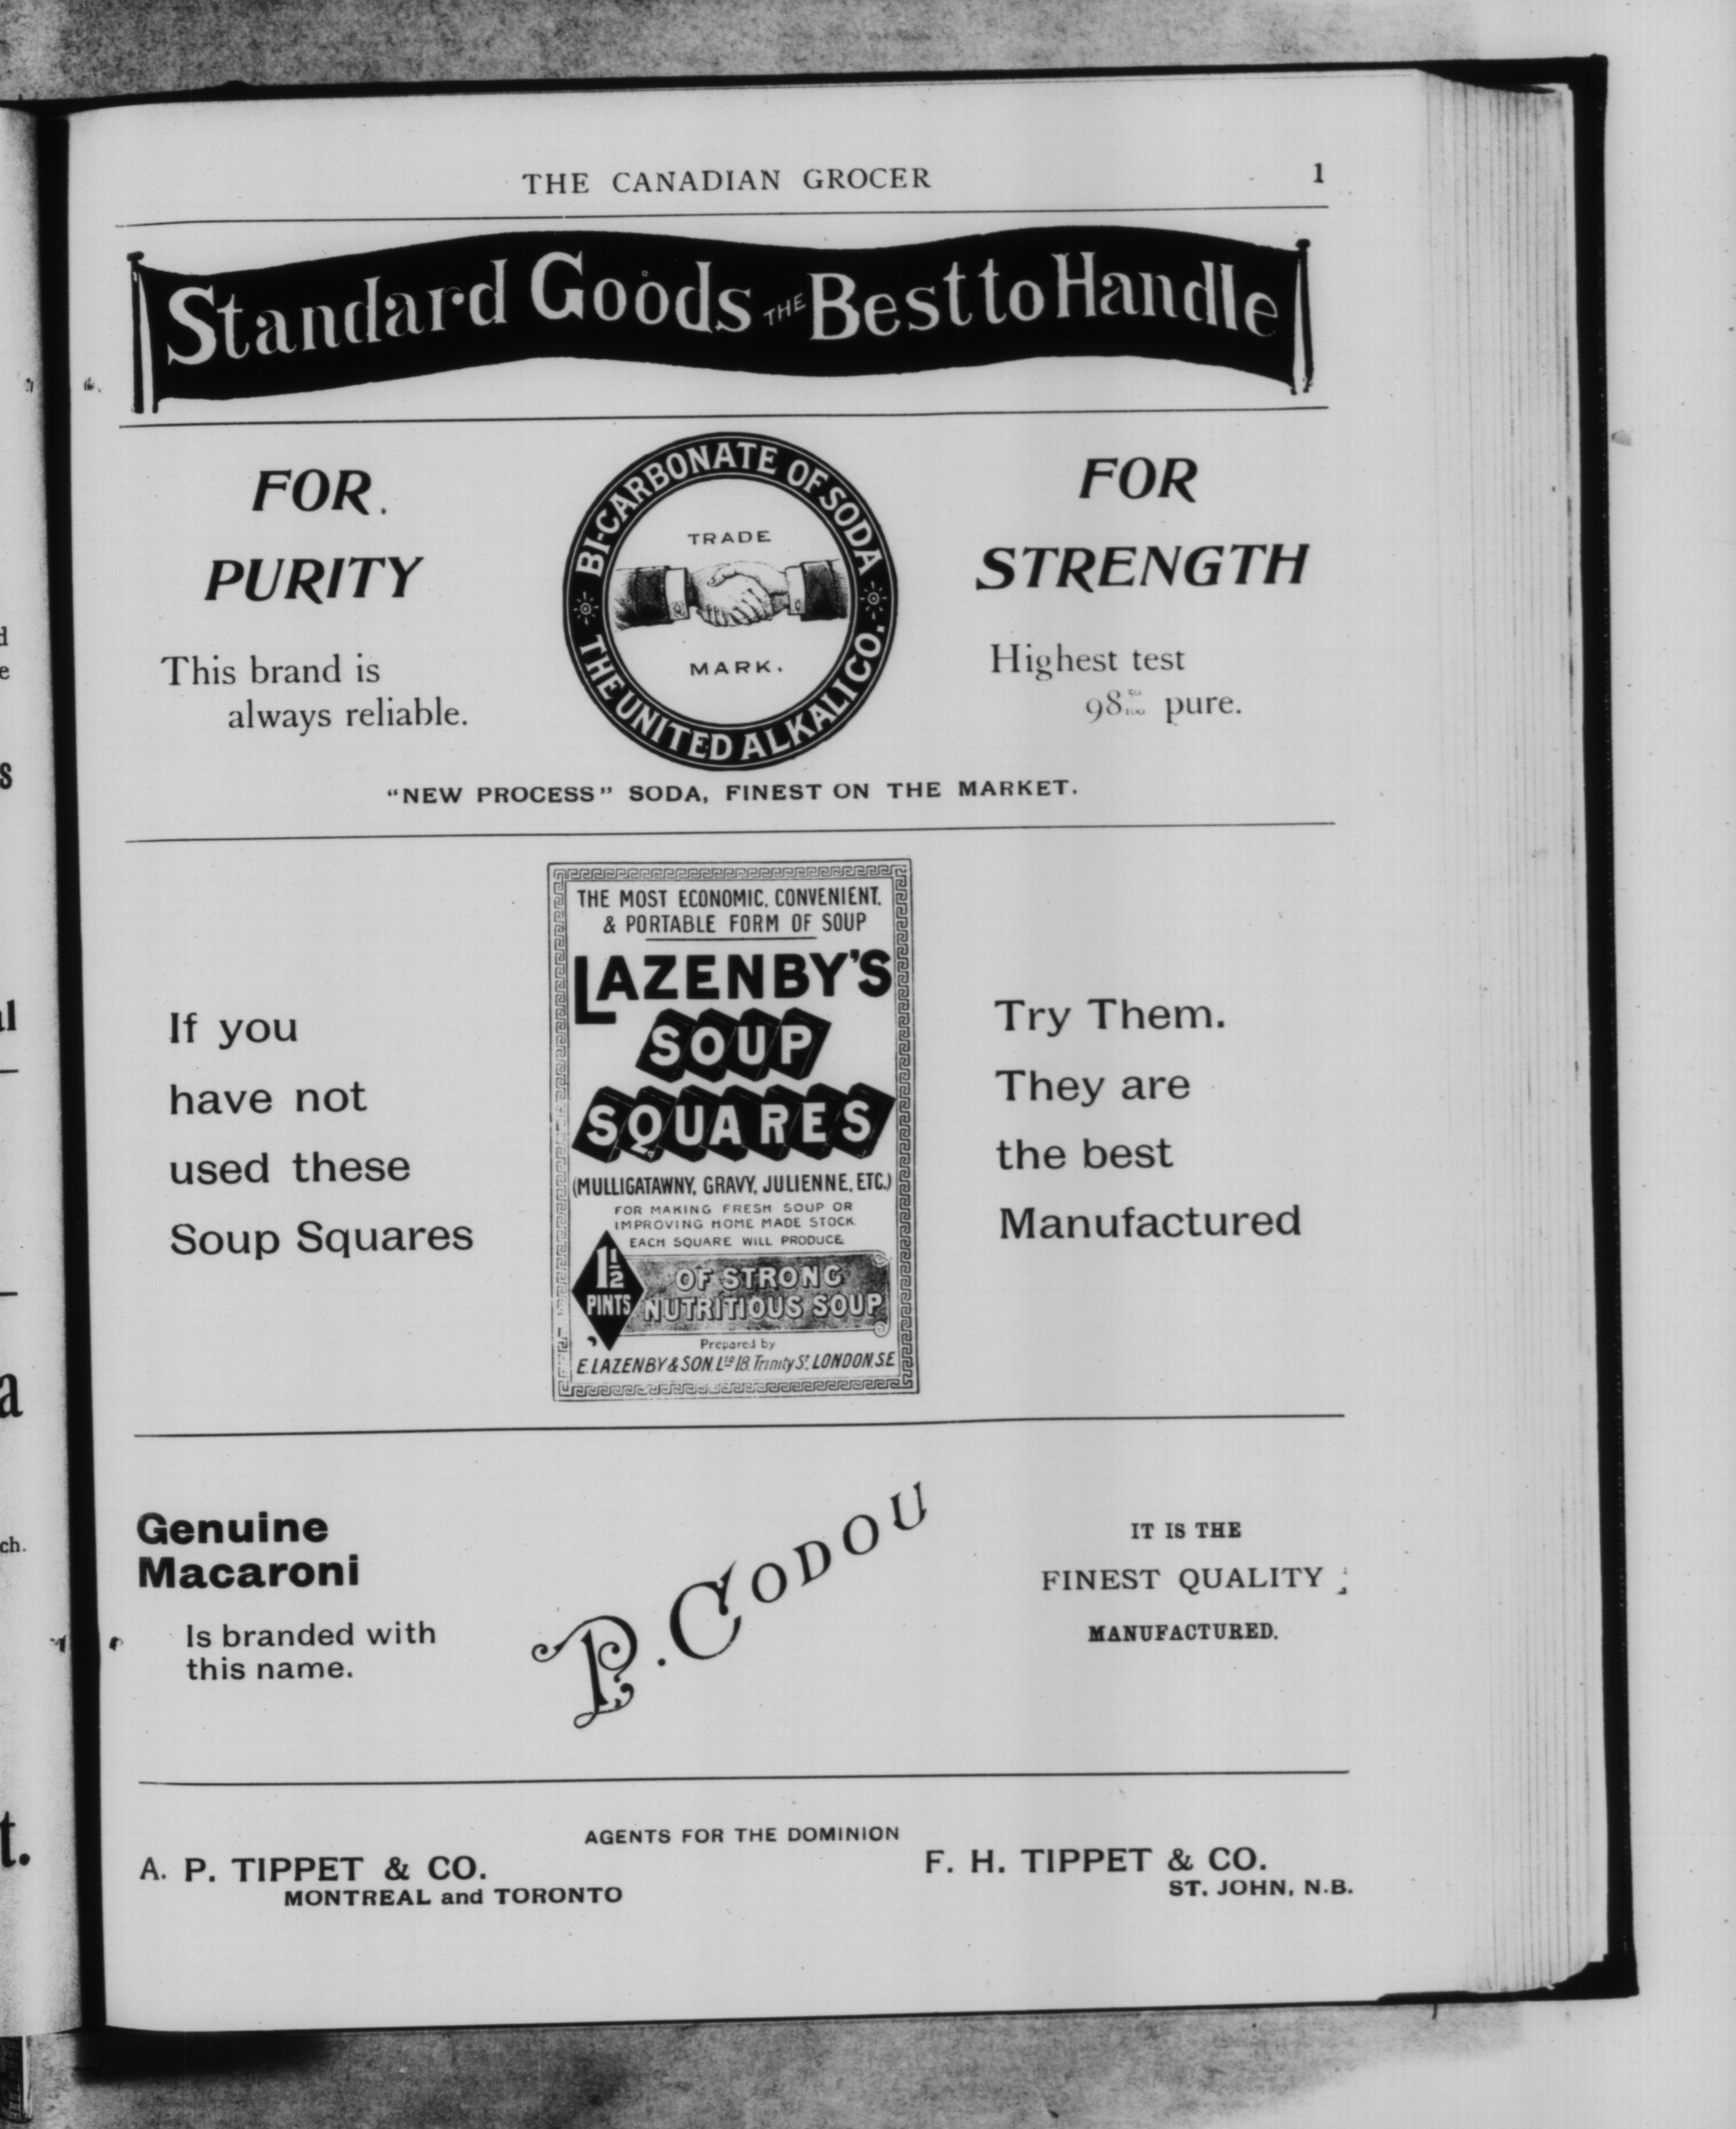 THE CANADIAN GROCER 1
Standard Goods THE Best to Handle
FOR
PURITY
This brand is
always reliable.
BI-CARBONATE OF SODA
TRADE
MARK.
THE UNITED ALKALI CO.
FOR
STRENGTH
Highest test
98 50/100 pure.
"NEW PROCESS" SODA, FINEST ON THE MARKET.
If you
have not
used these
Soup Squares
THE MOST ECONOMIC, CONVENIENT,
& PORTABLE FORM OF SOUP
LAZENBY'S
SOUP
SQUARES
(MULLIGATAWNY, GRAVY, JULIENNE, ETC.)
FOR MAKING FRESH SOUP OR
IMPROVING HOME MADE STOCK.
EACH SQUARE WILL PRODUCE
1½
PINTS
OF STRONG
NUTRITIOUS SOUP
Prepared by
E. LAZENBY & SON. Ltd 18. Trinity St. LONDON. S.E
Try Them.
They are
the best
Manufactured
Genuine
Macaroni
Is branded with
this name.
P. CODOU
IT IS THE
FINEST QUALITY
MANUFACTURED.
AGENTS FOR THE DOMINION
A. P. TIPPET & CO.
MONTREAL and TORONTO
F. H. TIPPET & CO.
ST. JOHN, N.B.